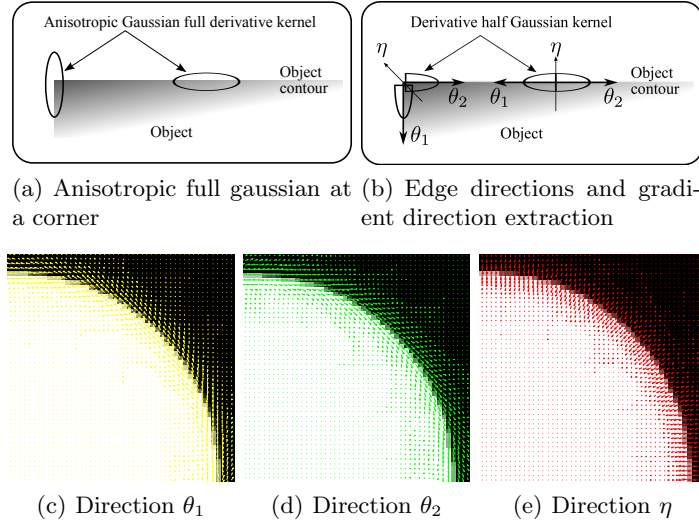 Anisotropic Gaussian full derivative kernel
Object
contour
Object
(a) Anisotropic full gaussian at
a corner
Derivative half Gaussian kernel
η
η
θ₂
θ₁
θ₂
Object
contour
θ₁
Object
(b) Edge directions and gradi-
ent direction extraction
(c) Direction θ₁
(d) Direction θ₂
(e) Direction η